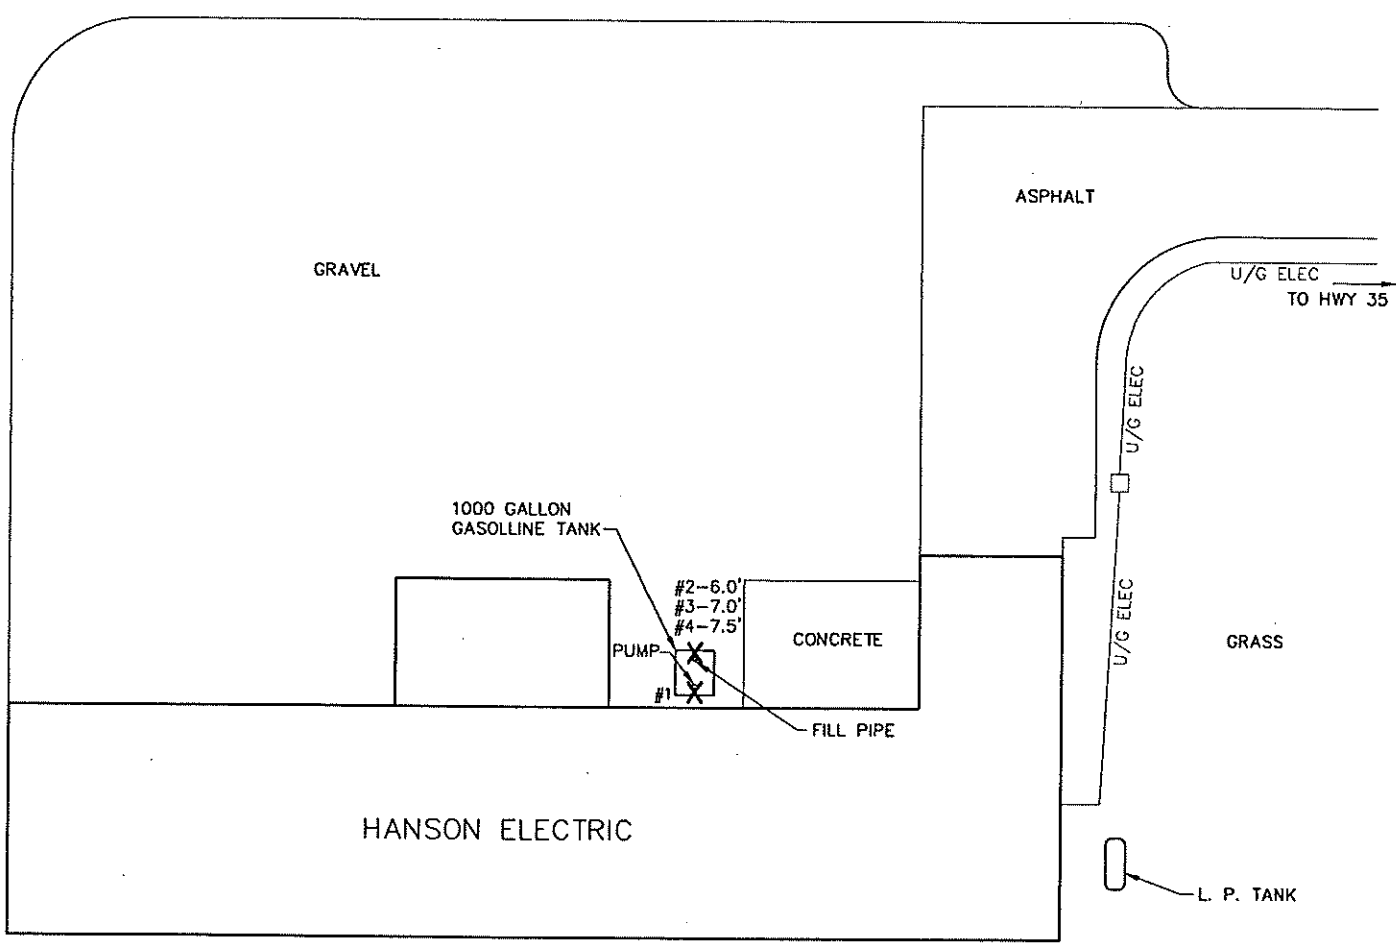 ASPHALT
GRAVEL
U/G ELEC
TO HWY 35
U/G ELEC
1000 GALLON
GASOLLINE TANK
#2-6.0'
#3-7.0'
#4-7.5'
PUMP
CONCRETE
U/G ELEC
GRASS
#1
FILL PIPE
HANSON ELECTRIC
L. P. TANK